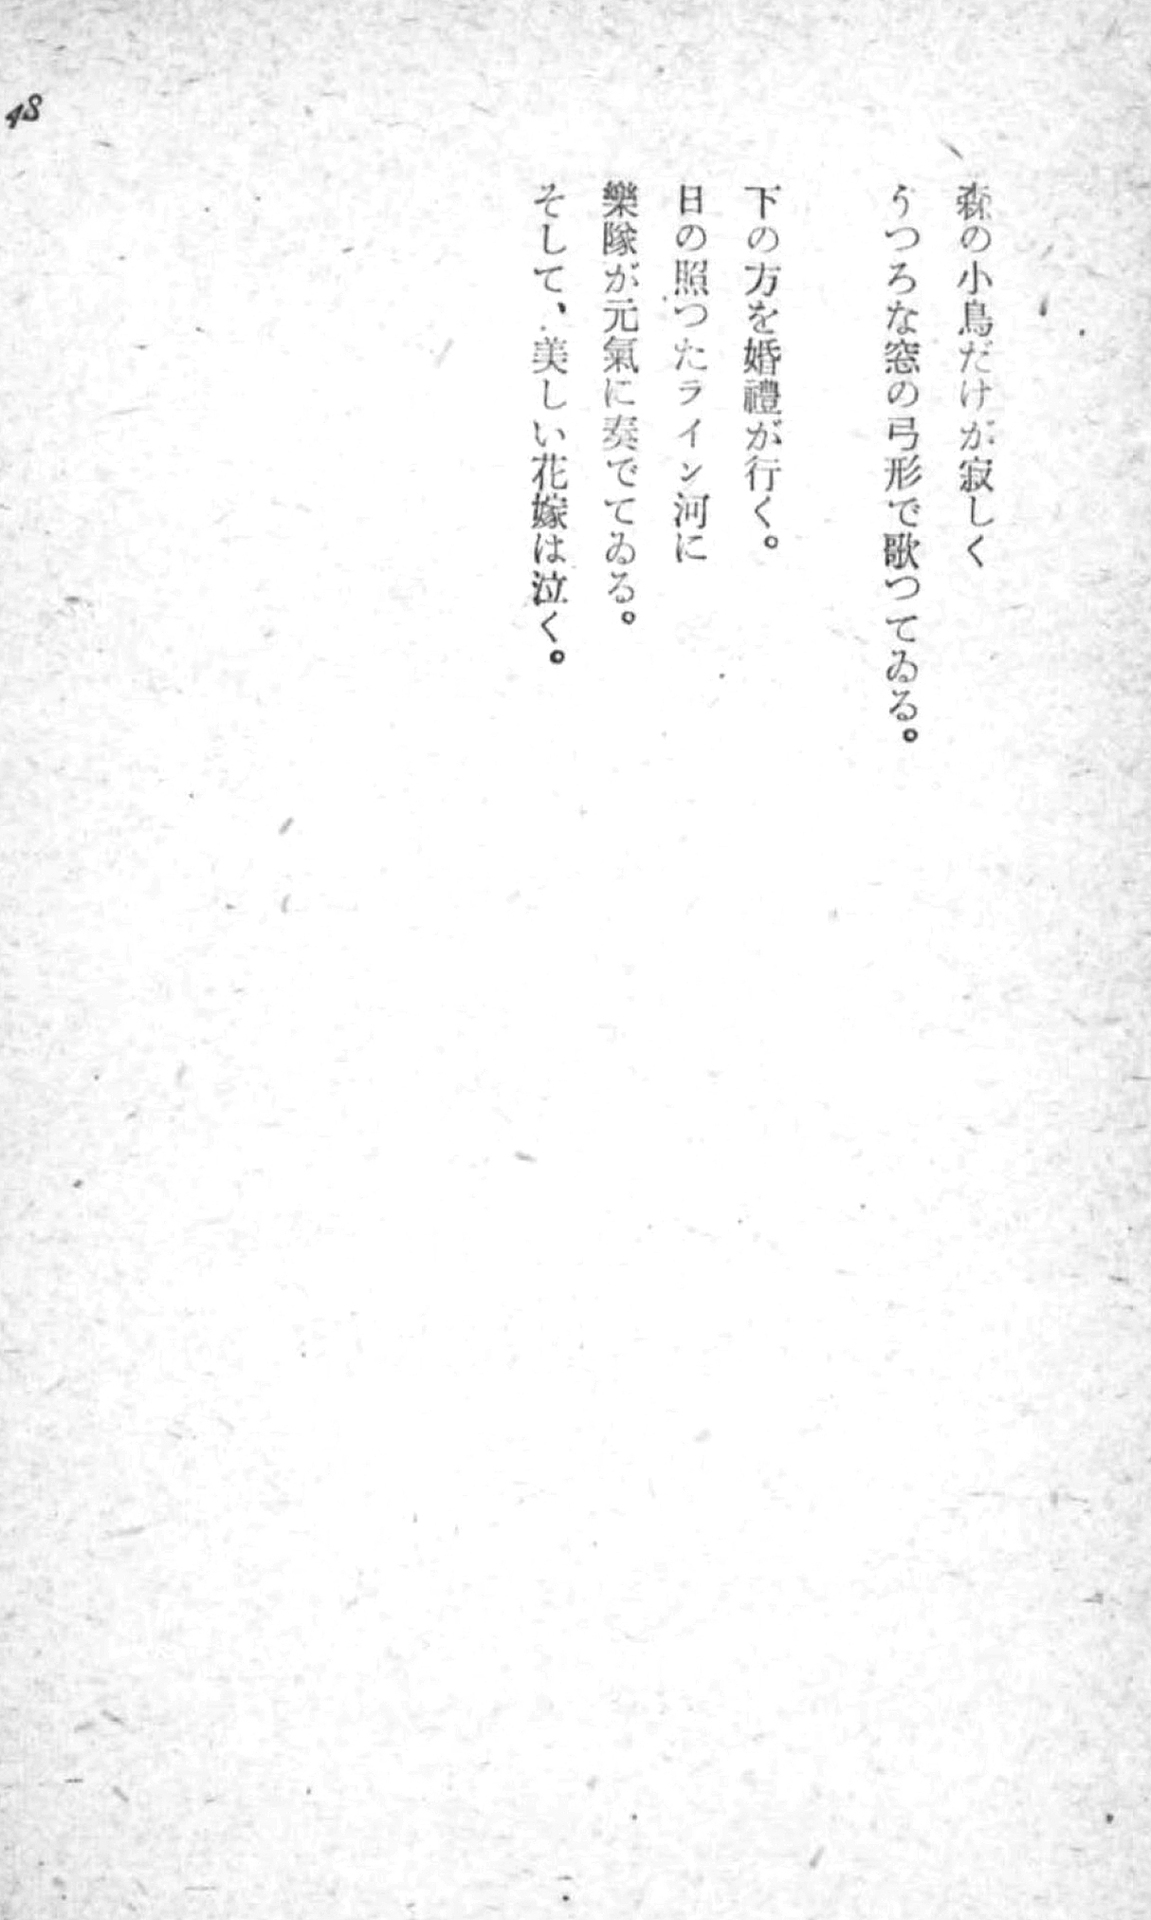 森の小鳥だけが寂しく
うつろな窓の弓形で歌つてゐる。
下の方を婚禮が行く。
日の照つたライン河に
樂隊が元氣に奏でてゐる。
そして、美しい花嫁は泣く。
48